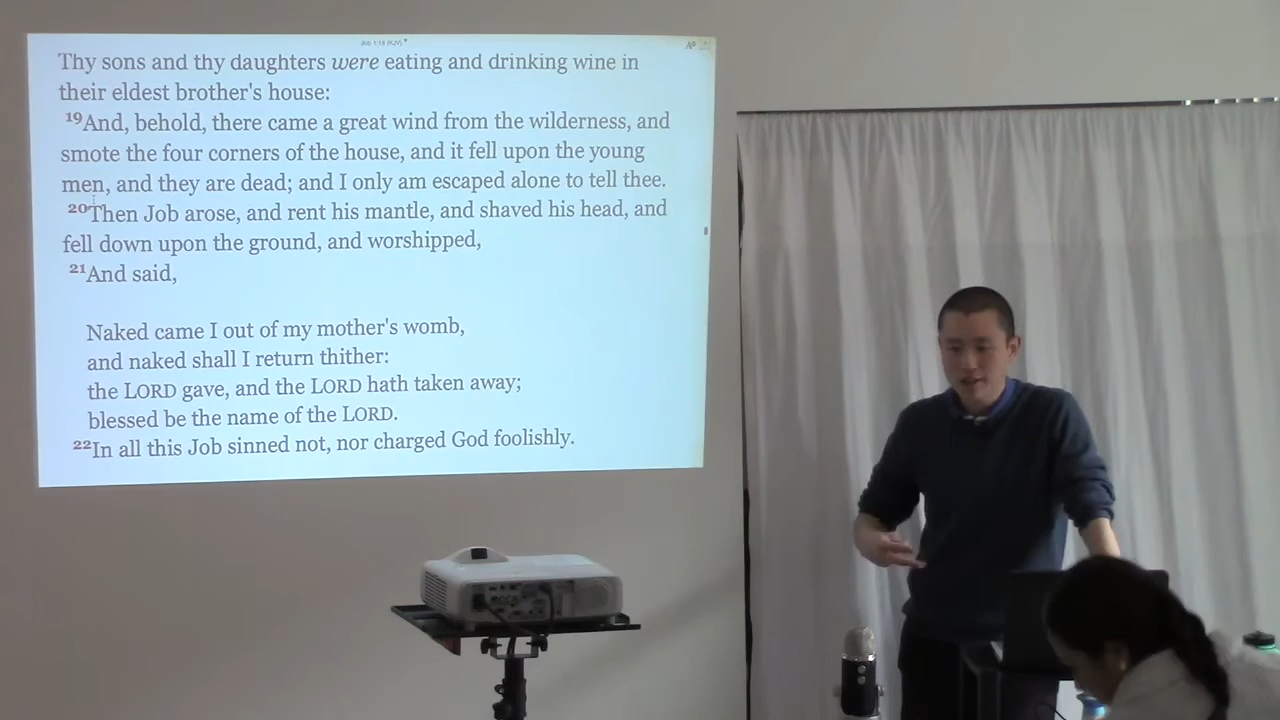 Job 1:18 (KJV)
Thy sons and thy daughters were eating and drinking wine in
their eldest brother's house:
19And, behold, there came a great wind from the wilderness, and
smote the four corners of the house, and it fell upon the young
men, and they are dead; and I only am escaped alone to tell thee.
20Then Job arose, and rent his mantle, and shaved his head, and
fell down upon the ground, and worshipped,
21And said,
Naked came I out of my mother's womb,
and naked shall I return thither:
the LORD gave, and the LORD hath taken away;
blessed be the name of the LORD.
22In all this Job sinned not, nor charged God foolishly.